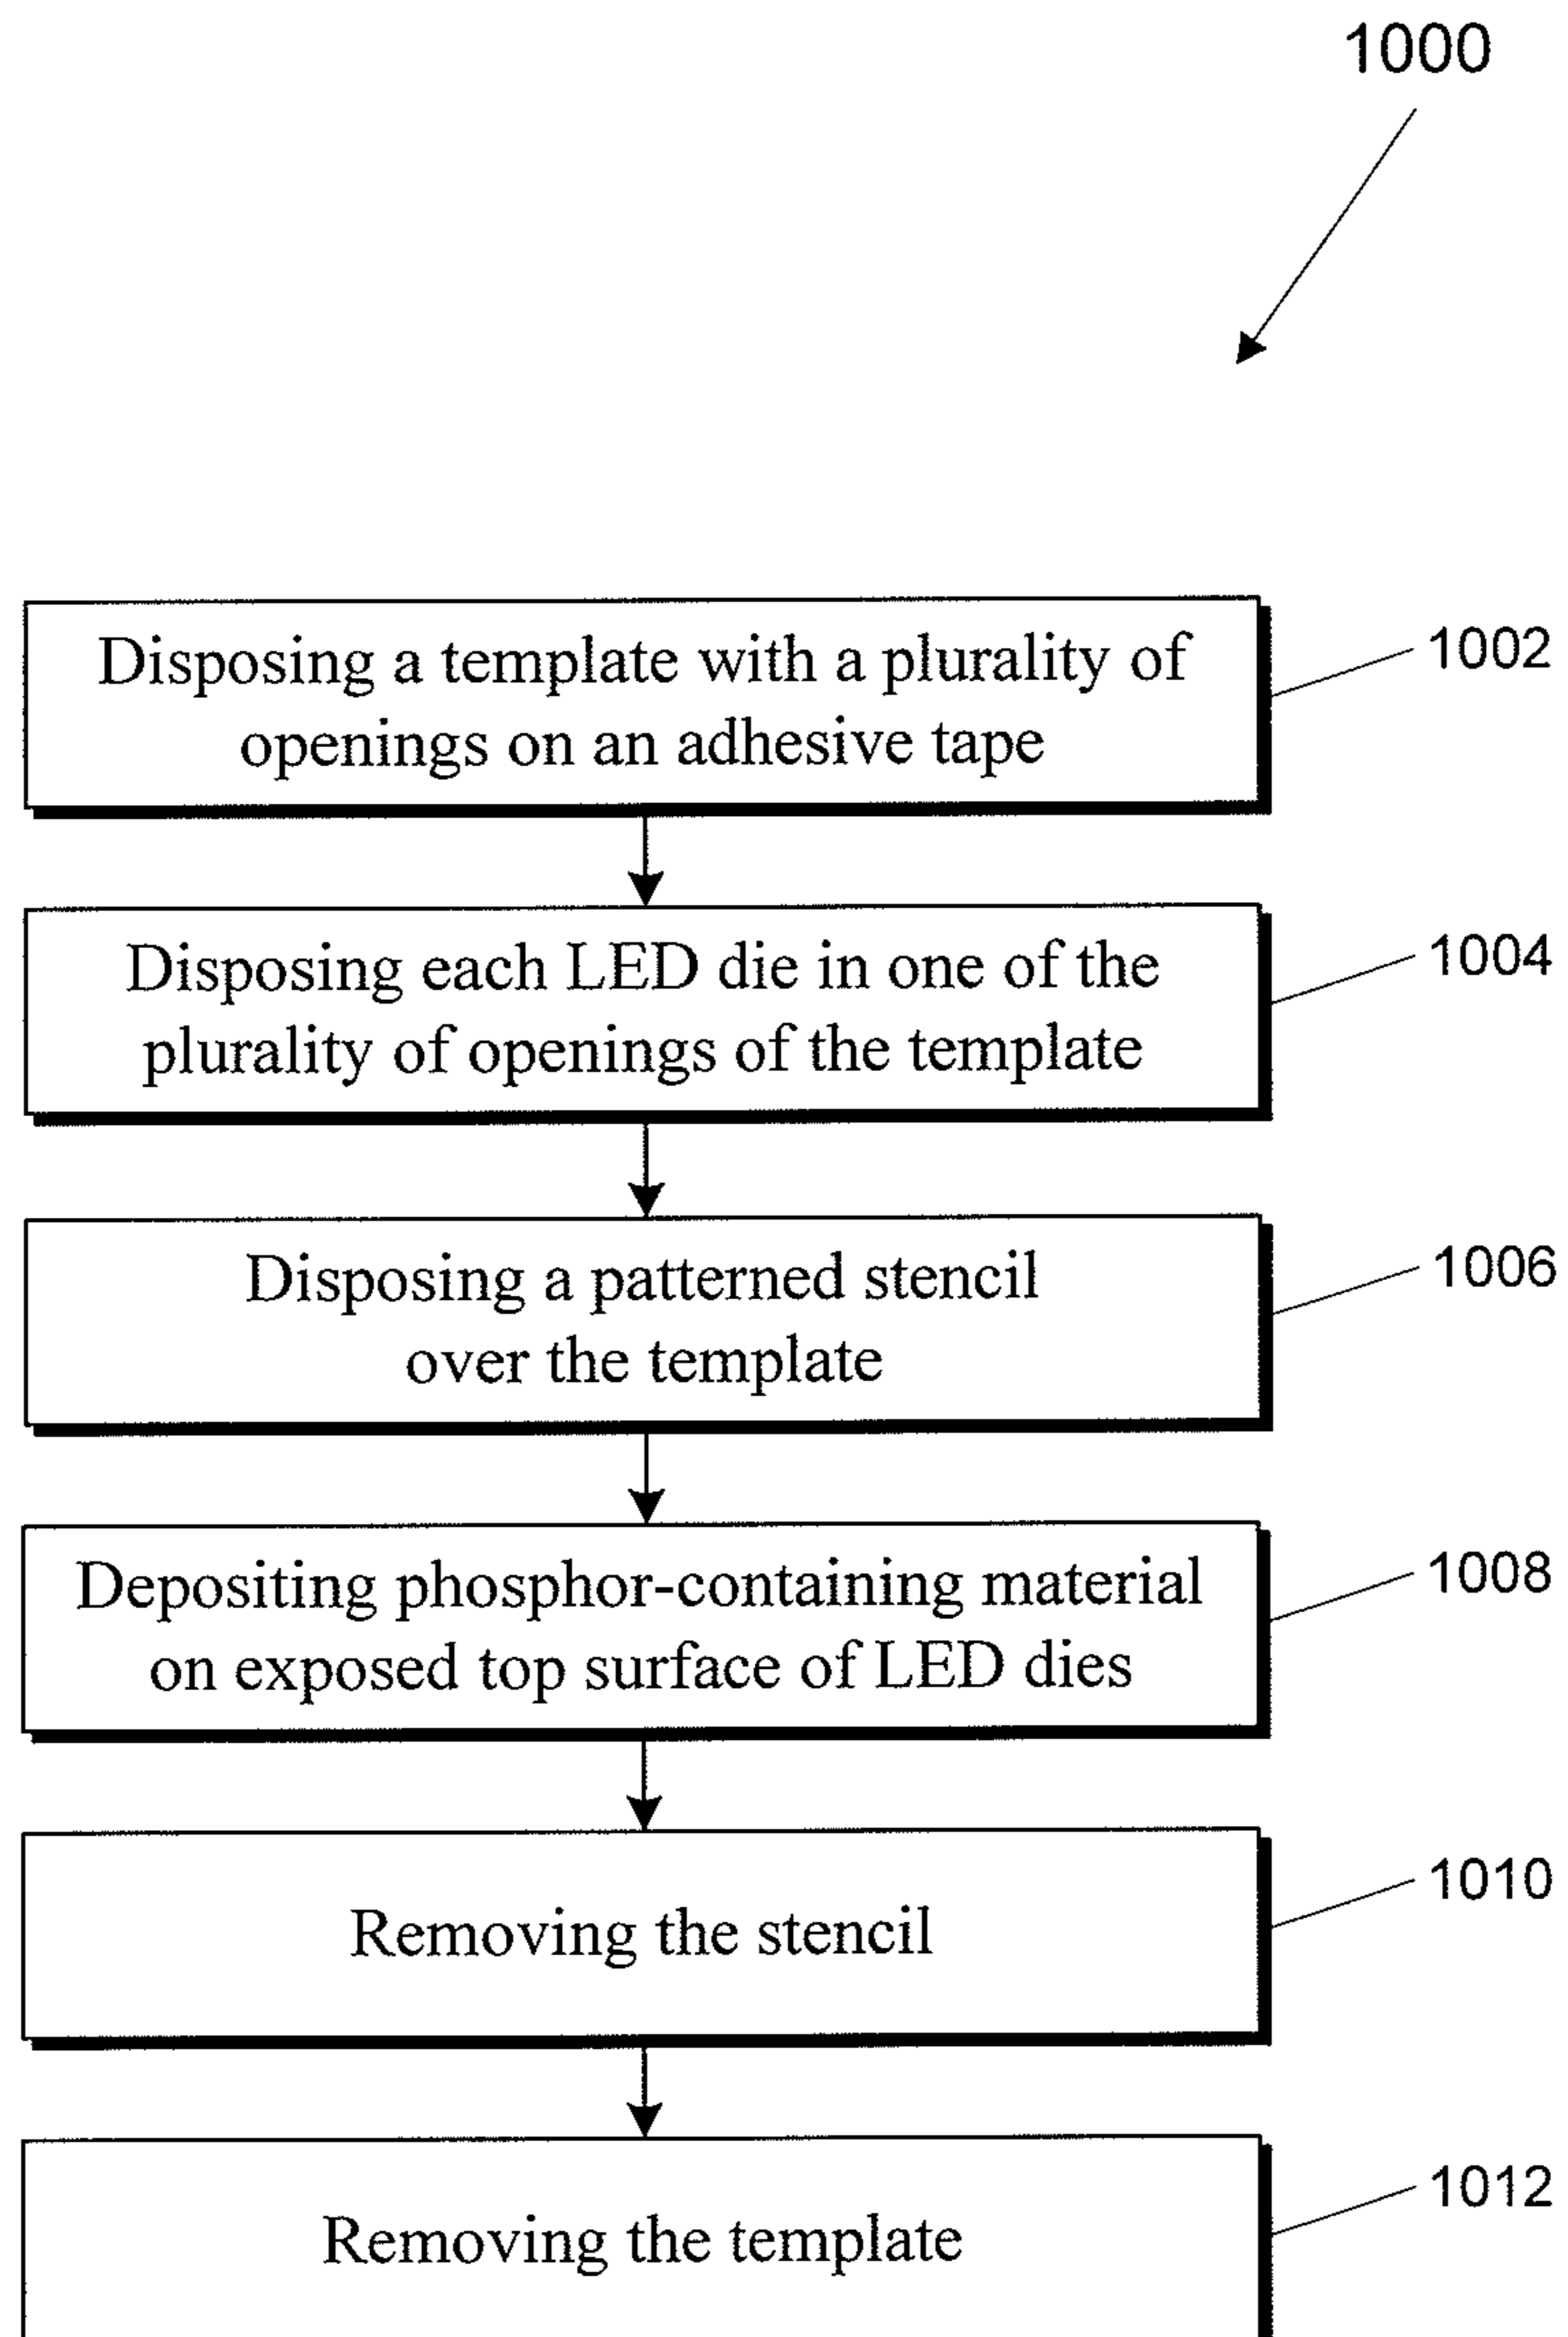 1000
Disposing a template with a plurality of
openings on an adhesive tape
1002
Disposing each LED die in one of the
plurality of openings of the template
1004
Disposing a patterned stencil
over the template
1006
Depositing phosphor-containing material
on exposed top surface of LED dies
1008
Removing the stencil
1010
Removing the template
1012